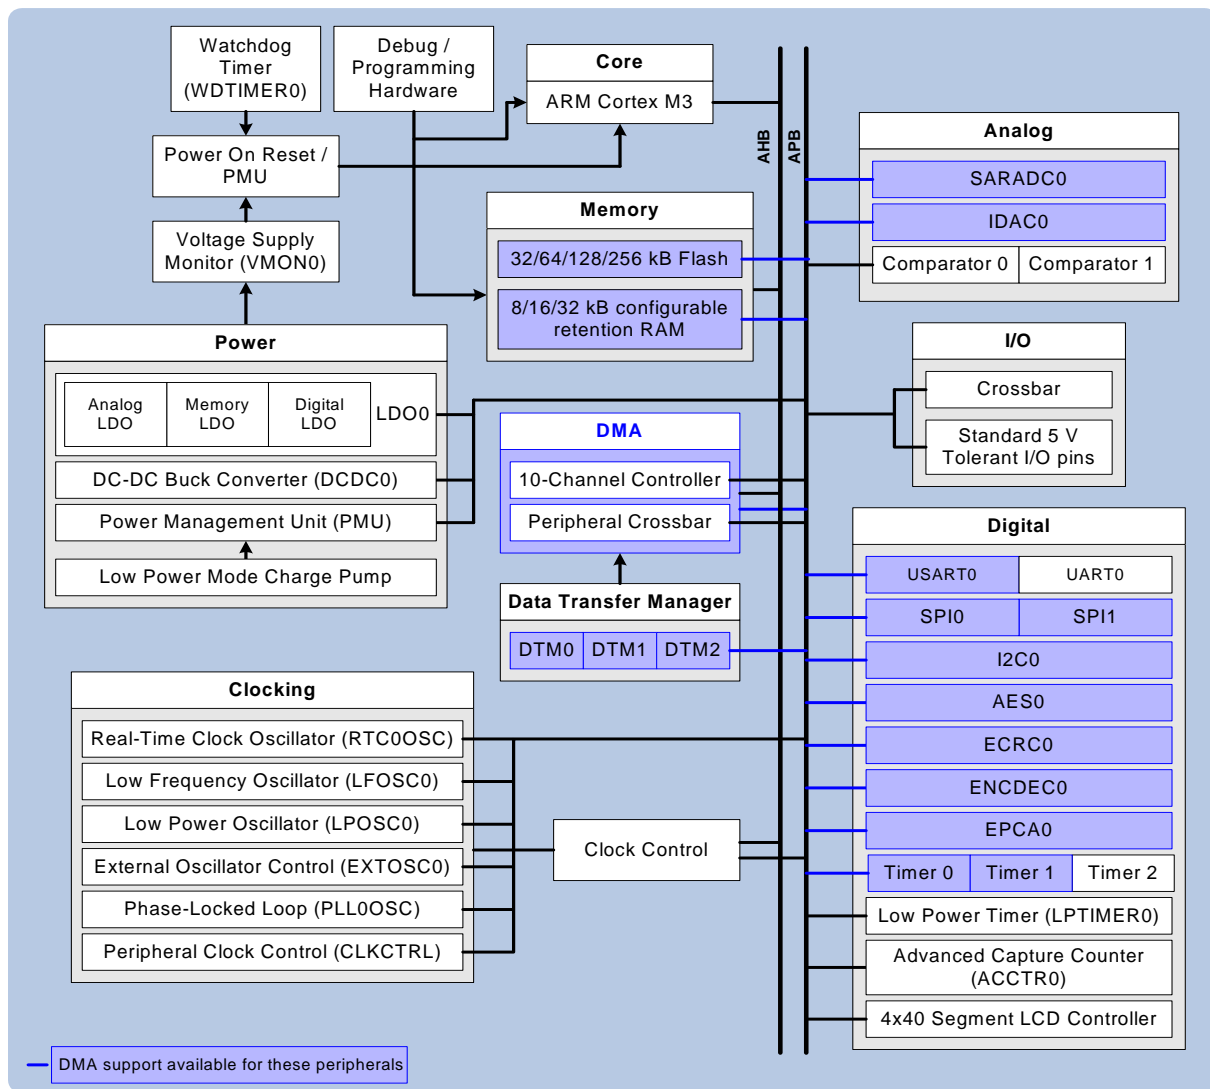 Watchdog
Timer
(WDTIMER0)
Debug /
Programming
Hardware
Core
ARM Cortex M3
Power On Reset /
PMU
Voltage Supply
Monitor (VMON0)
Memory
32/64/128/256 kB Flash
8/16/32 kB configurable
retention RAM
AHB
APB
Analog
SARADC0
IDAC0
Comparator 0
Comparator 1
Power
Analog
LDO
Memory
LDO
Digital
LDO
LDO0
DC-DC Buck Converter (DCDC0)
Power Management Unit (PMU)
Low Power Mode Charge Pump
I/O
Crossbar
Standard 5 V
Tolerant I/O pins
DMA
10-Channel Controller
Peripheral Crossbar
Data Transfer Manager
DTM0
DTM1
DTM2
Digital
USART0
UART0
SPI0
SPI1
I2C0
AES0
ECRC0
ENCDEC0
EPCA0
Timer 0
Timer 1
Timer 2
Low Power Timer (LPTIMER0)
Advanced Capture Counter
(ACCTR0)
4x40 Segment LCD Controller
Clocking
Real-Time Clock Oscillator (RTC0OSC)
Low Frequency Oscillator (LFOSC0)
Low Power Oscillator (LPOSC0)
External Oscillator Control (EXTOSC0)
Phase-Locked Loop (PLL0OSC)
Peripheral Clock Control (CLKCTRL)
Clock Control
DMA support available for these peripherals